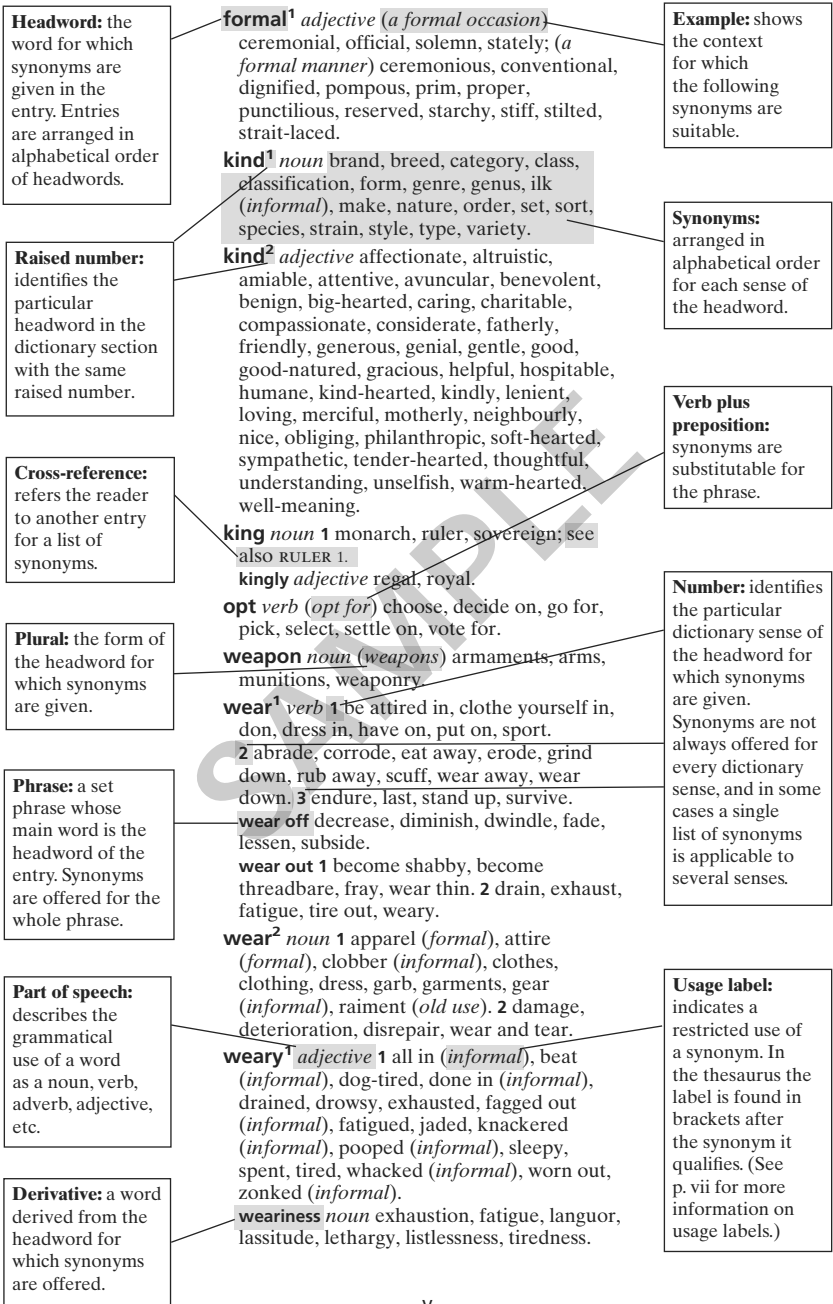 Headword: the
word for which
synonyms are
given in the
entry. Entries
are arranged in
alphabetical order
of headwords.
Raised number:
identifies the
particular
headword in the
dictionary section
with the same
raised number.
Cross-reference:
refers the reader
to another entry
for a list of
synonyms.
Plural: the form of
the headword for
which synonyms
are given.
Phrase: a set
phrase whose
main word is the
headword of the
entry. Synonyms
are offered for the
whole phrase.
Part of speech:
describes the
grammatical
use of a word
as a noun, verb,
adverb, adjective,
etc.
Derivative: a word
derived from the
headword for
which synonyms
are offered.
formal¹ adjective (a formal occasion)
ceremonial, official, solemn, stately; (a
formal manner) ceremonious, conventional,
dignified, pompous, prim, proper,
punctilious, reserved, starchy, stiff, stilted,
strait-laced.
kind¹ noun brand, breed, category, class,
classification, form, genre, genus, ilk
(informal), make, nature, order, set, sort,
species, strain, style, type, variety.
kind² adjective affectionate, altruistic,
amiable, attentive, avuncular, benevolent,
benign, big-hearted, caring, charitable,
compassionate, considerate, fatherly,
friendly, generous, genial, gentle, good,
good-natured, gracious, helpful, hospitable,
humane, kind-hearted, kindly, lenient,
loving, merciful, motherly, neighbourly,
nice, obliging, philanthropic, soft-hearted,
sympathetic, tender-hearted, thoughtful,
understanding, unselfish, warm-hearted,
well-meaning.
king noun 1 monarch, ruler, sovereign; see
also RULER 1.
kingly adjective regal, royal.
opt verb (opt for) choose, decide on, go for,
pick, select, settle on, vote for.
weapon noun (weapons) armaments, arms,
munitions, weaponry.
wear¹ verb 1 be attired in, clothe yourself in,
don, dress in, have on, put on, sport.
2 abrade, corrode, eat away, erode, grind
down, rub away, scuff, wear away, wear
down. 3 endure, last, stand up, survive.
wear off decrease, diminish, dwindle, fade,
lessen, subside.
wear out 1 become shabby, become
threadbare, fray, wear thin. 2 drain, exhaust,
fatigue, tire out, weary.
wear² noun 1 apparel (formal), attire
(formal), clobber (informal), clothes,
clothing, dress, garb, garments, gear
(informal), raiment (old use). 2 damage,
deterioration, disrepair, wear and tear.
weary¹ adjective 1 all in (informal), beat
(informal), dog-tired, done in (informal),
drained, drowsy, exhausted, fagged out
(informal), fatigued, jaded, knackered
(informal), pooped (informal), sleepy,
spent, tired, whacked (informal), worn out,
zonked (informal).
weariness noun exhaustion, fatigue, languor,
lassitude, lethargy, listlessness, tiredness.
Example: shows
the context
for which
the following
synonyms are
suitable.
Synonyms:
arranged in
alphabetical order
for each sense of
the headword.
Verb plus
preposition:
synonyms are
substitutable for
the phrase.
Number: identifies
the particular
dictionary sense of
the headword for
which synonyms
are given.
Synonyms are not
always offered for
every dictionary
sense, and in some
cases a single
list of synonyms
is applicable to
several senses.
Usage label:
indicates a
restricted use of
a synonym. In
the thesaurus the
label is found in
brackets after
the synonym it
qualifies. (See
p. vii for more
information on
usage labels.)
SAMPLE
v